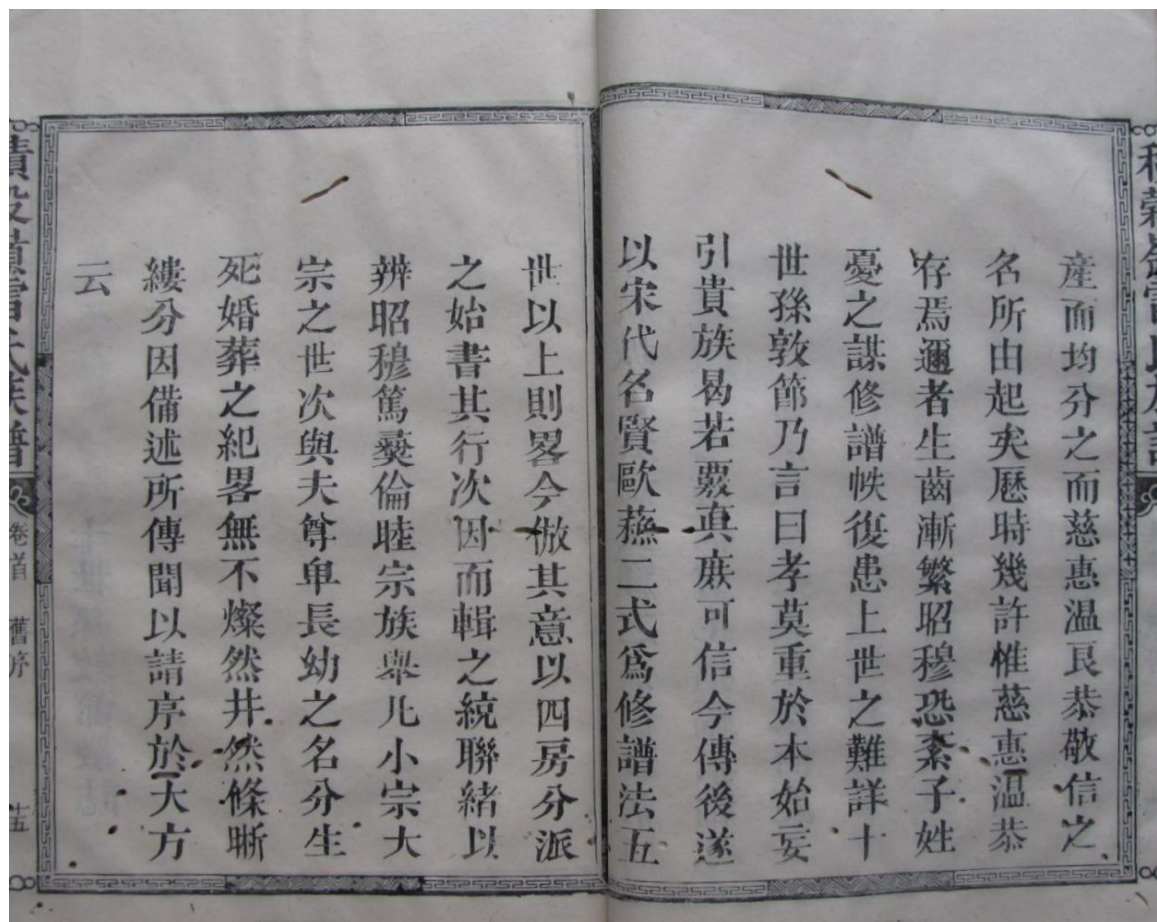 產而均分之而慈惠温良恭敬信之
名所由起矣厯時幾許惟慈惠温恭
存焉邇者生齒漸繁昭穆恐紊子姓
憂之謀修譜帙復患上世之難詳十
世孫敦節乃言曰孝莫重於本始妄
引貴族曷若覈真庶可信今傳後遂
以宋代名賢歐蘓二式爲修譜法五
世以上則畧今倣其意以四房分派
之始書其行次因而輯之統聯緒以
辨昭穆篤彜倫睦宗族舉凡小宗大
宗之世次與夫尊卑長幼之名分生
死婚葬之紀畧無不燦然井然條晰
縷分因備述所傳聞以請序於大方
云
氏族譜
卷首
舊序
十五